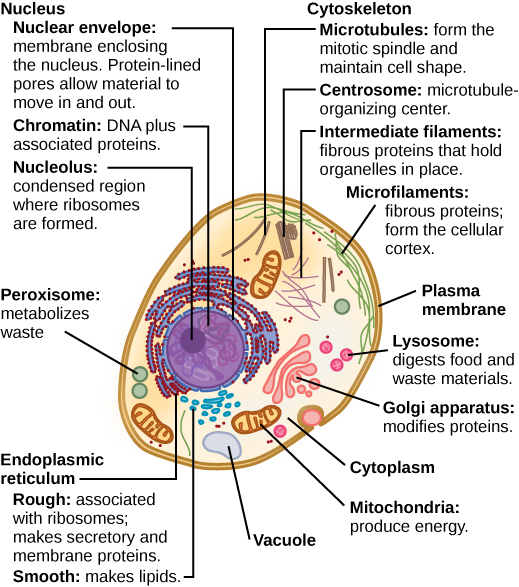 Nucleus
Nuclear envelope:
membrane enclosing
the nucleus. Protein-lined
pores allow material to
move in and out.
Chromatin: DNA plus
associated proteins.
Nucleolus:
condensed region
where ribosomes
are formed.
Peroxisome:
metabolizes
waste
Endoplasmic
reticulum
Rough: associated
with ribosomes;
makes secretory and
membrane proteins.
Smooth: makes lipids.
Cytoskeleton
Microtubules: form the
mitotic spindle and
maintain cell shape.
Centrosome: microtubule-
organizing center.
Intermediate filaments:
fibrous proteins that hold
organelles in place.
Microfilaments:
fibrous proteins;
form the cellular
cortex.
Plasma
membrane
Lysosome:
digests food and
waste materials.
Golgi apparatus:
modifies proteins.
Cytoplasm
Mitochondria:
produce energy.
Vacuole